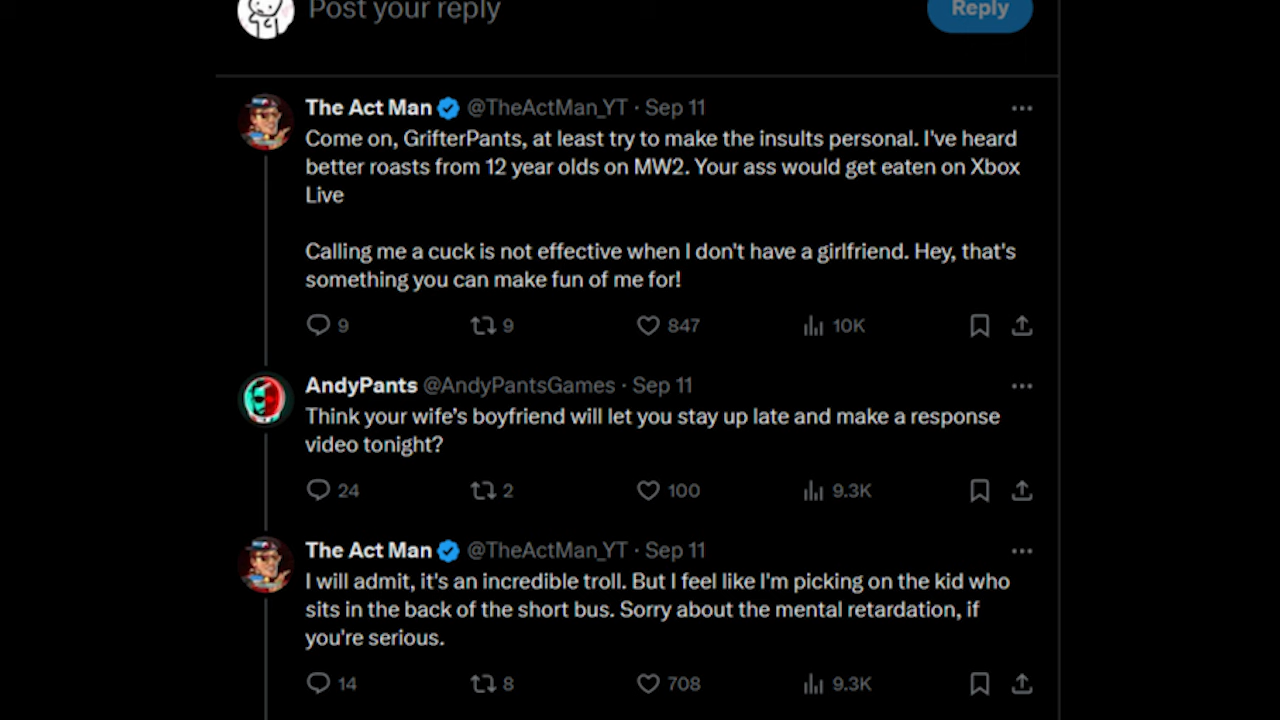 Post your reply
Reply
The Act Man @TheActMan_YT · Sep 11
Come on, GrifterPants, at least try to make the insults personal. I've heard
better roasts from 12 year olds on MW2. Your ass would get eaten on Xbox
Live
Calling me a cuck is not effective when I don't have a girlfriend. Hey, that's
something you can make fun of me for!
9 9 847 10K
AndyPants @AndyPantsGames · Sep 11
Think your wife's boyfriend will let you stay up late and make a response
video tonight?
24 2 100 9.3K
The Act Man @TheActMan_YT · Sep 11
I will admit, it's an incredible troll. But I feel like I'm picking on the kid who
sits in the back of the short bus. Sorry about the mental retardation, if
you're serious.
14 8 708 9.3K